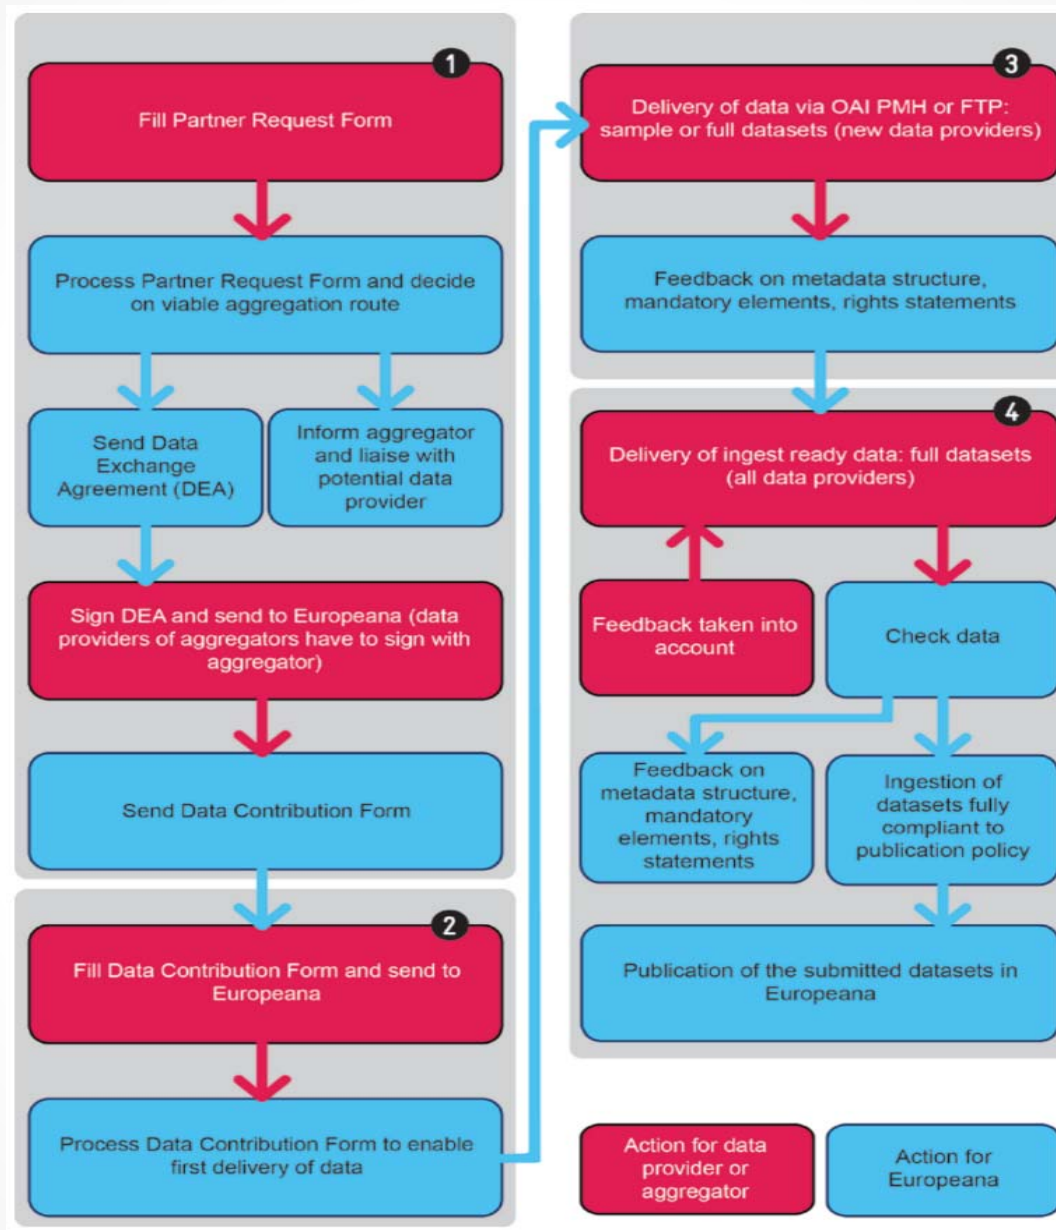 1
Fill Partner Request Form
Process Partner Request Form and decide
on viable aggregation route
Send Data
Exchange
Agreement (DEA)
Inform aggregator
and liaise with
potential data
provider
Sign DEA and send to Europeana (data
providers of aggregators have to sign with
aggregator)
Send Data Contribution Form
2
Fill Data Contribution Form and send to
Europeana
Process Data Contribution Form to enable
first delivery of data
3
Delivery of data via OAI PMH or FTP:
sample or full datasets (new data providers)
Feedback on metadata structure,
mandatory elements, rights statements
4
Delivery of ingest ready data: full datasets
(all data providers)
Feedback taken into
account
Check data
Feedback on
metadata structure,
mandatory
elements, rights
statements
Ingestion of
datasets fully
compliant to
publication policy
Publication of the submitted datasets in
Europeana
Action for data
provider or
aggregator
Action for
Europeana